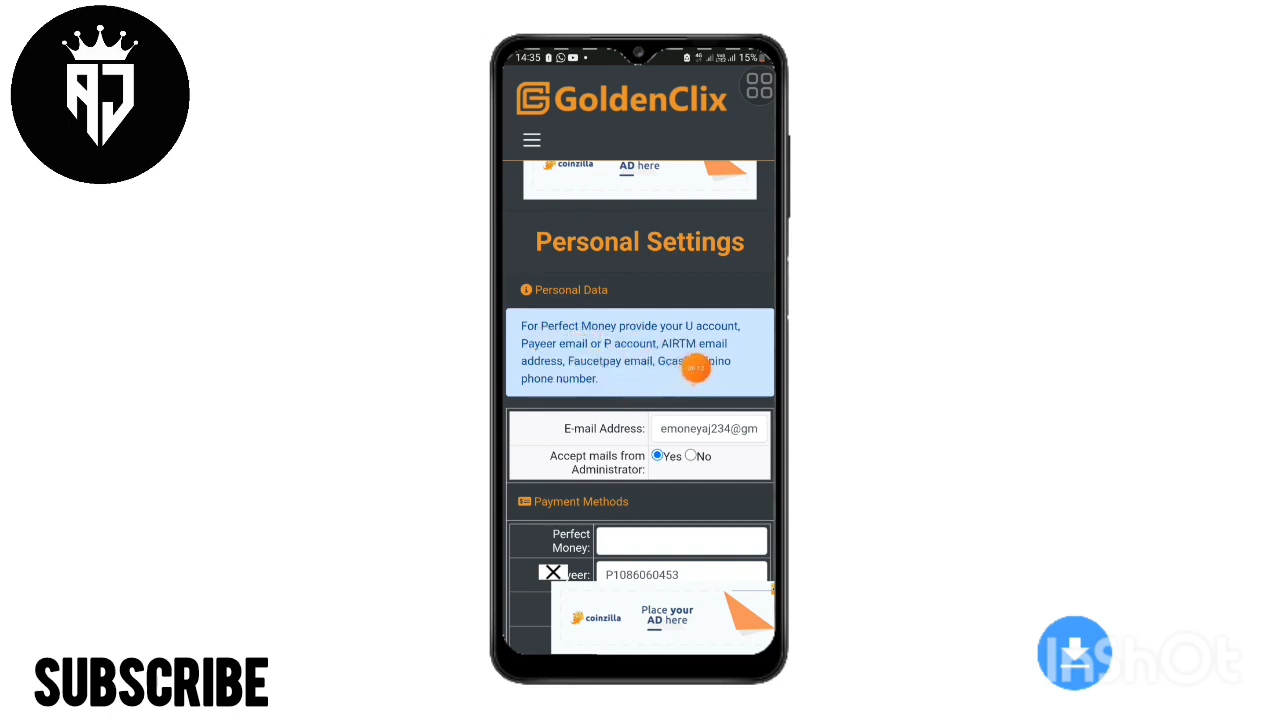 AJ
14:35
4G
15%
GoldenClix
coinzilla
AD here
Personal Settings
Personal Data
For Perfect Money provide your U account,
Payeer email or P account, AIRTM email
address, Faucetpay email,
phone number.
E-mail Address:
emoneyaj234@gm
Accept mails from
Administrator:
Yes
No
Payment Methods
Perfect
Money:
P1086060453
coinzilla
Place your
AD here
SUBSCRIBE
InShOt